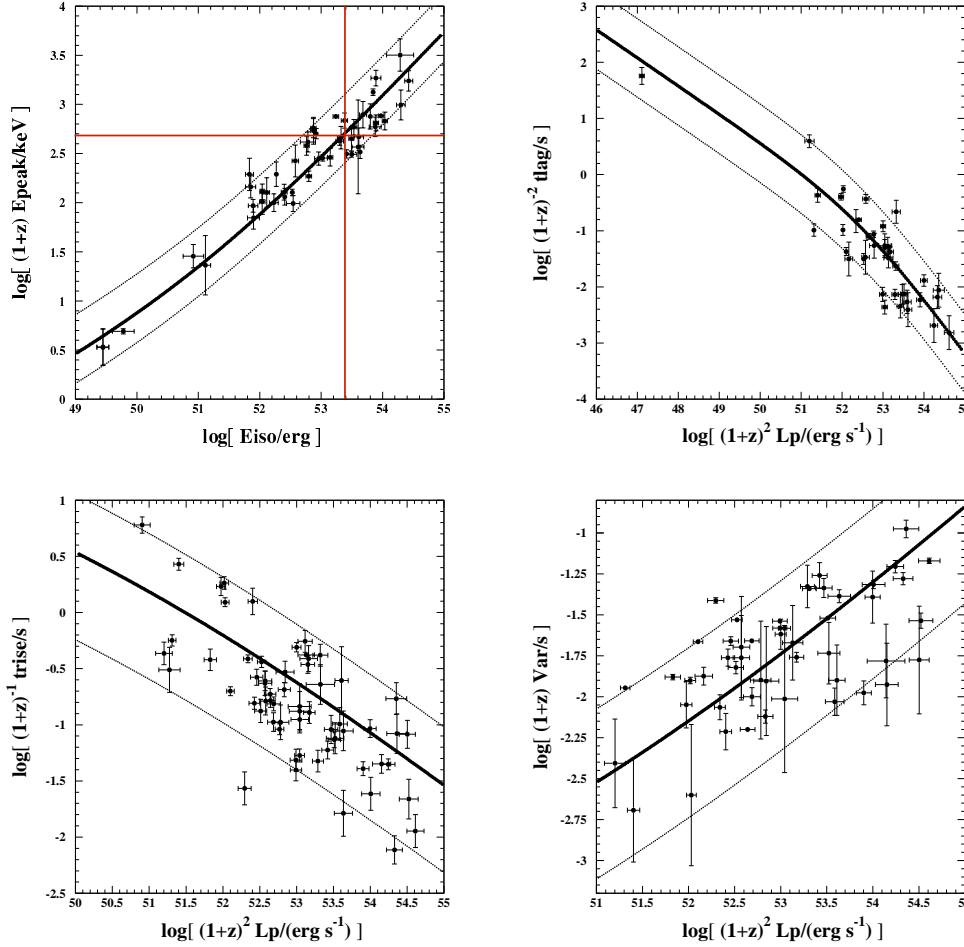 4
3.5
3
2.5
2
1.5
1
0.5
0
49 50 51 52 53 54 55
log[ (1+z) Epeak/keV]
log[ Eiso/erg ]
3
2
1
0
-1
-2
-3
-4
46 47 48 49 50 51 52 53 54 5
log[ (1+z)-2 tlag/s]
log[ (1+z)2 Lp/(erg s-1) ]
1
0.5
0
-0.5
-1
-1.5
-2
-2.5
50 50.5 51 51.5 52 52.5 53 53.5 54 54.5 55
log[ (1+z)-1 trise/s]
log[ (1+z)2 Lp/(erg s-1) ]
-1
-1.25
-1.5
-1.75
-2
-2.25
-2.5
-2.75
-3
51 51.5 52 52.5 53 53.5 54 54.5 5
log[ (1+z) Var/s]
log[ (1+z)2 Lp/(erg s-1) ]